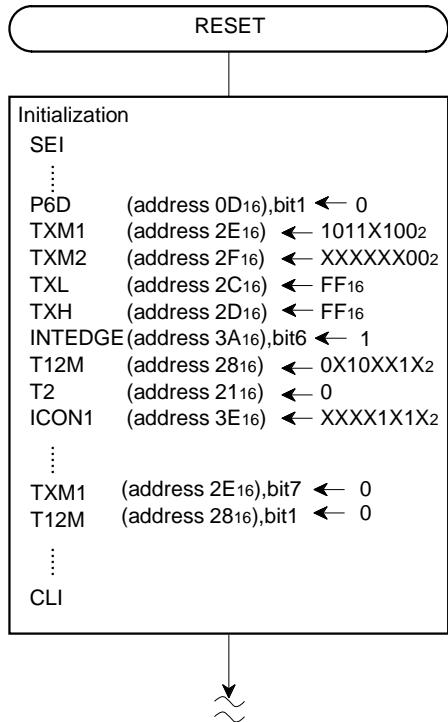 RESET
Initialization
SEI
P6D (address 0D16),bit1 ← 0
TXM1 (address 2E16) ← 1011X1002
TXM2 (address 2F16) ← XXXXXX002
TXL (address 2C16) ← FF16
TXH (address 2D16) ← FF16
INTEDGE (address 3A16),bit6 ← 1
T12M (address 2816) ← 0X10XX1X2
T2 (address 2116) ← 0
ICON1 (address 3E16) ← XXXX1X1X2
TXM1 (address 2E16),bit7 ← 0
T12M (address 2816),bit1 ← 0
CLI